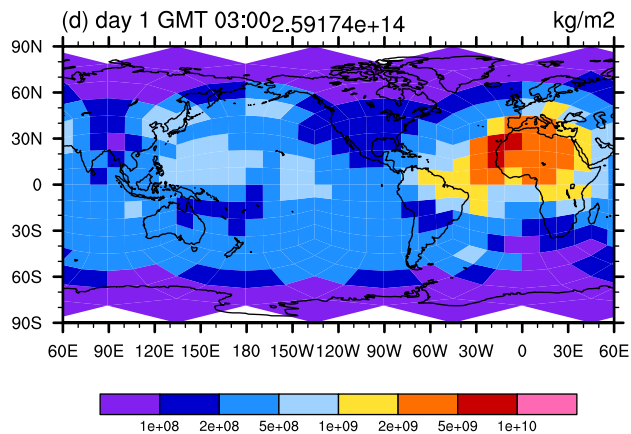 (d) day 1 GMT 03:00 2.59174e+14 kg/m2
90N
60N
30N
0
30S
60S
90S
60E 90E 120E 150E 180 150W 120W 90W 60W 30W 0 30E 60E
1e+08 2e+08 5e+08 1e+09 2e+09 5e+09 1e+10